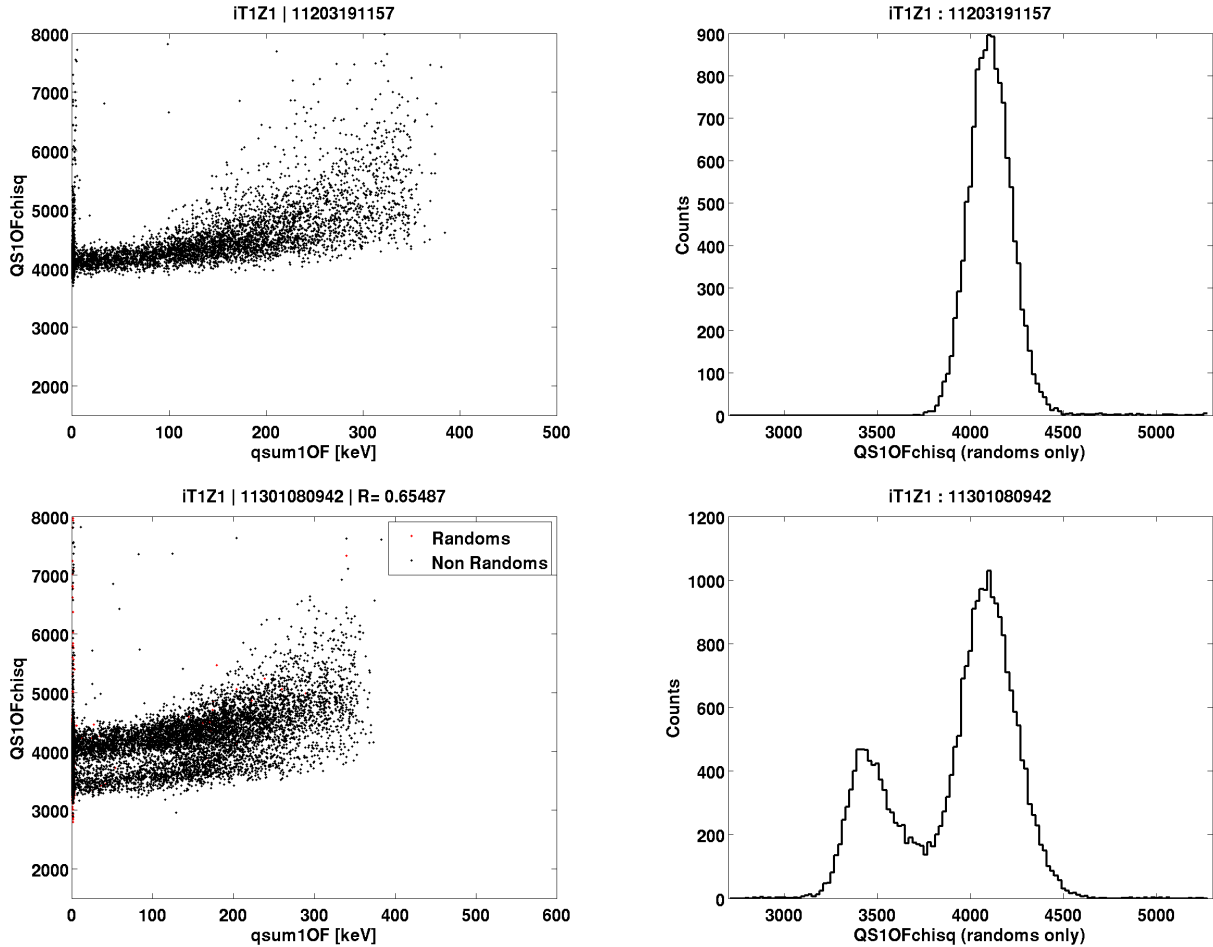 iT1Z1 | 11203191157
8000
7000
6000
5000
4000
3000
2000
QS1OFchisq
0 100 200 300 400 500
qsum1OF [keV]
iT1Z1 : 11203191157
900
800
700
600
500
400
300
200
100
0
Counts
3000 3500 4000 4500 5000
QS1OFchisq (randoms only)
iT1Z1 | 11301080942 | R= 0.65487
8000
7000
6000
5000
4000
3000
2000
QS1OFchisq
Randoms
Non Randoms
0 100 200 300 400 500 600
qsum1OF [keV]
iT1Z1 : 11301080942
1200
1000
800
600
400
200
0
Counts
3000 3500 4000 4500 5000
QS1OFchisq (randoms only)